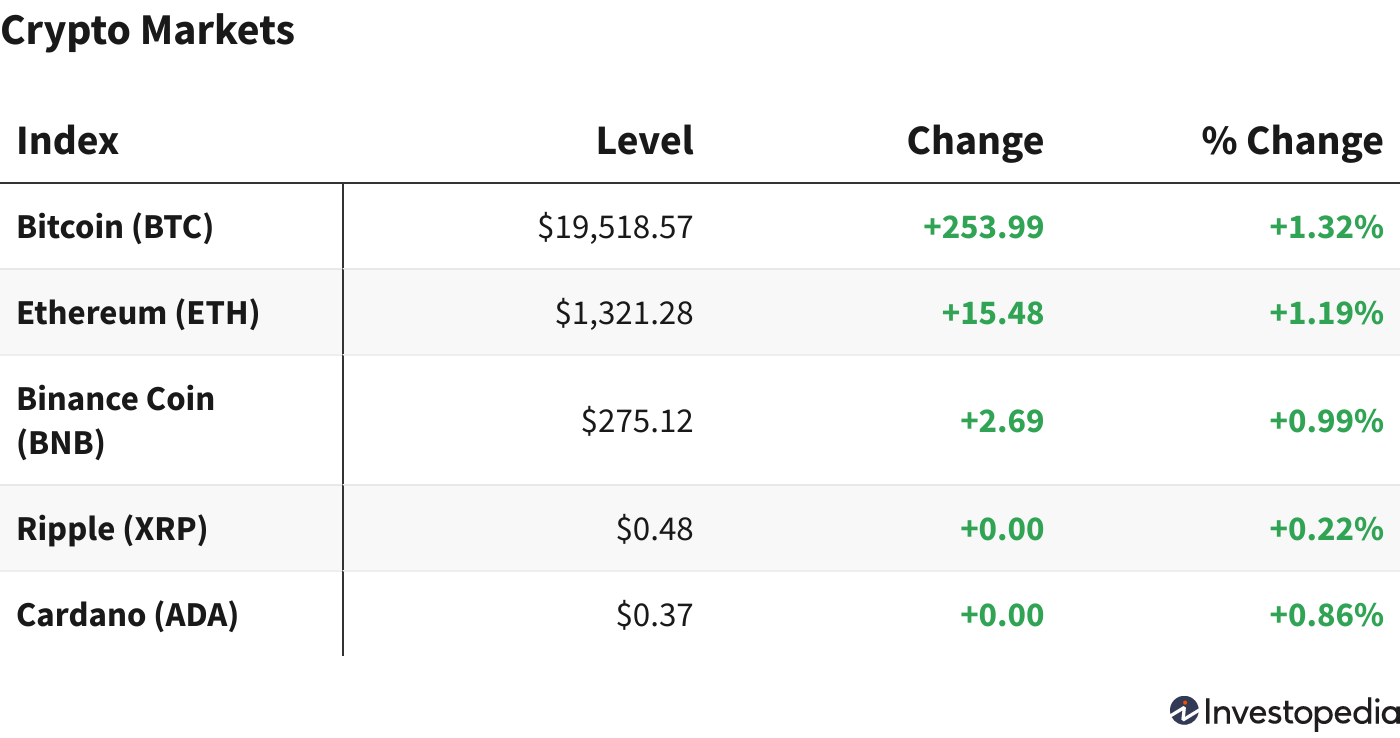 Crypto Markets
Index Level Change % Change
Bitcoin (BTC) $19,518.57 +253.99 +1.32%
Ethereum (ETH) $1,321.28 +15.48 +1.19%
Binance Coin
(BNB) $275.12 +2.69 +0.99%
Ripple (XRP) $0.48 +0.00 +0.22%
Cardano (ADA) $0.37 +0.00 +0.86%
Investopedia